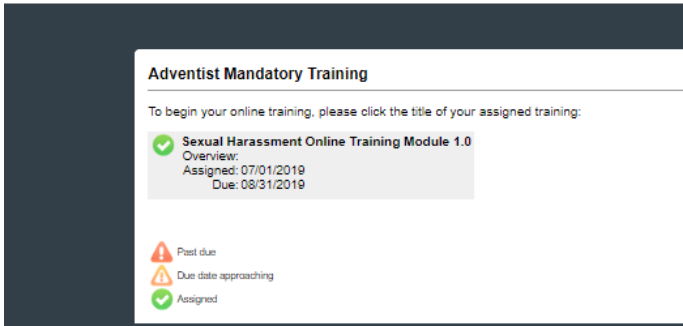 Adventist Mandatory Training
To begin your online training, please click the title of your assigned training:
Sexual Harassment Online Training Module 1.0
Overview:
Assigned: 07/01/2019
Due: 08/31/2019
Past due
Due date approaching
Assigned